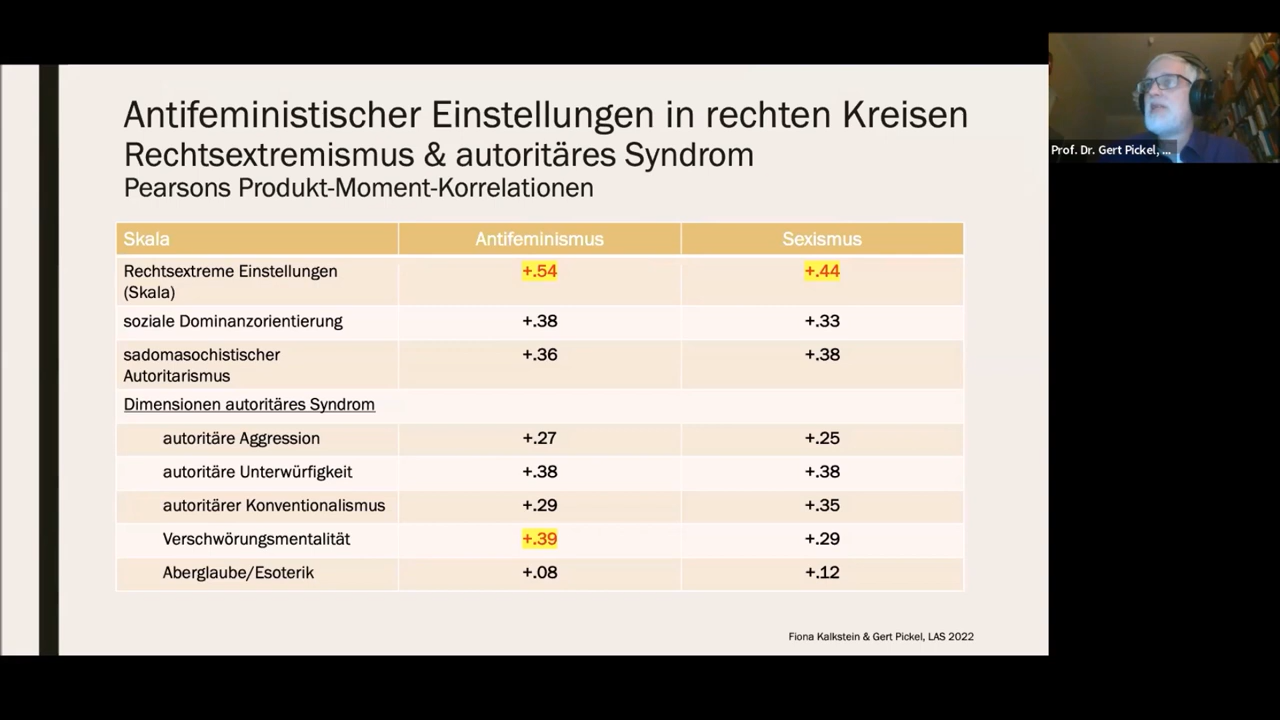 Antifeministischer Einstellungen in rechten Kreisen
Rechtsextremismus & autoritäres Syndrom
Pearsons Produkt-Moment-Korrelationen
Skala Antifeminismus Sexismus
Rechtsextreme Einstellungen +.54 +.44
(Skala)
soziale Dominanzorientierung +.38 +.33
sadomasochistischer +.36 +.38
Autoritarismus
Dimensionen autoritäres Syndrom
autoritäre Aggression +.27 +.25
autoritäre Unterwürfigkeit +.38 +.38
autoritärer Konventionalismus +.29 +.35
Verschwörungsmentalität +.39 +.29
Aberglaube/Esoterik +.08 +.12
Fiona Kalkstein & Gert Pickel, LAS 2022
Prof. Dr. Gert Pickel, ...